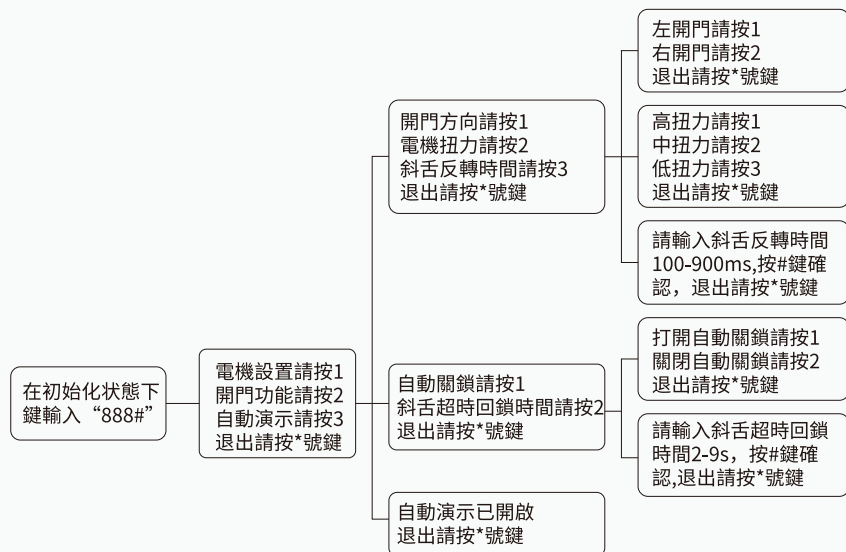 在初始化状態下
鍵輸入“888#”
電機設置請按1
開門功能請按2
自動演示請按3
退出請按*號鍵
開門方向請按1
電機扭力請按2
斜舌反轉時間請按3
退出請按*號鍵
左開門請按1
右開門請按2
退出請按*號鍵
高扭力請按1
中扭力請按2
低扭力請按3
退出請按*號鍵
請輸入斜舌反轉時間
100-900ms,按#鍵確
認，退出請按*號鍵
自動關鎖請按1
斜舌超時回鎖時間請按2
退出請按*號鍵
打開自動關鎖請按1
關閉自動關鎖請按2
退出請按*號鍵
請輸入斜舌超時回鎖
時間2-9s，按#鍵確
認,退出請按*號鍵
自動演示已開啟
退出請按*號鍵